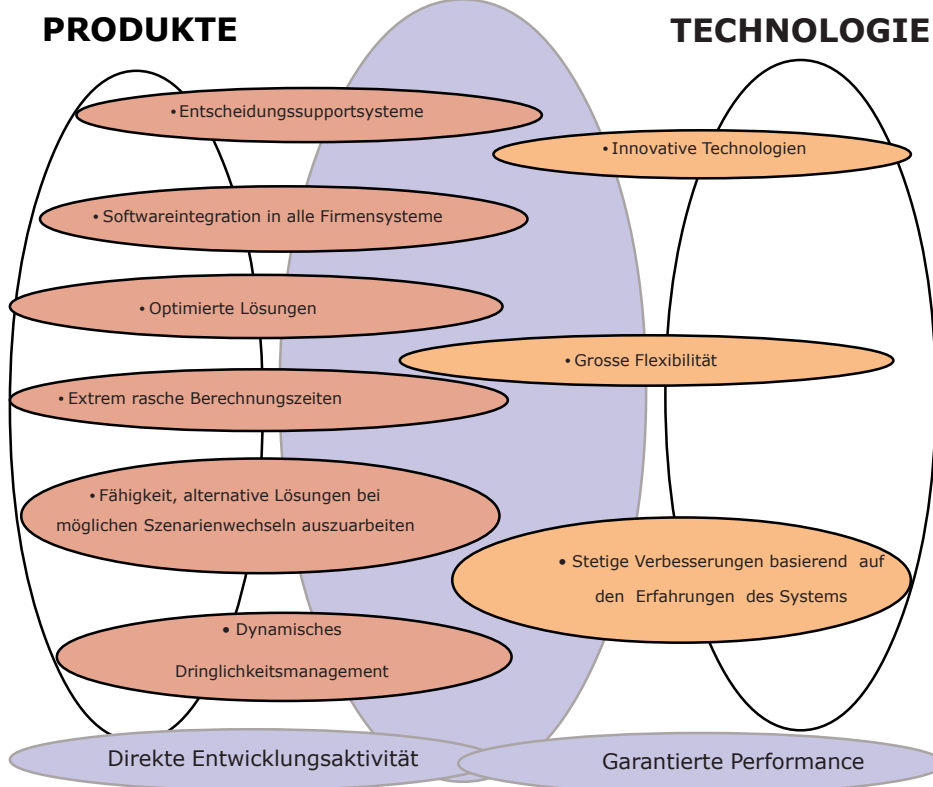 PRODUKTE
TECHNOLOGIE
• Entscheidungssupportsysteme
• Innovative Technologien
• Softwareintegration in alle Firmensysteme
• Optimierte Lösungen
• Grosse Flexibilität
• Extrem rasche Berechnungszeiten
• Fähigkeit, alternative Lösungen bei
möglichen Szenarienwechseln auszuarbeiten
• Stetige Verbesserungen basierend auf
den Erfahrungen des Systems
• Dynamisches
Dringlichkeitsmanagement
Direkte Entwicklungsaktivität
Garantierte Performance